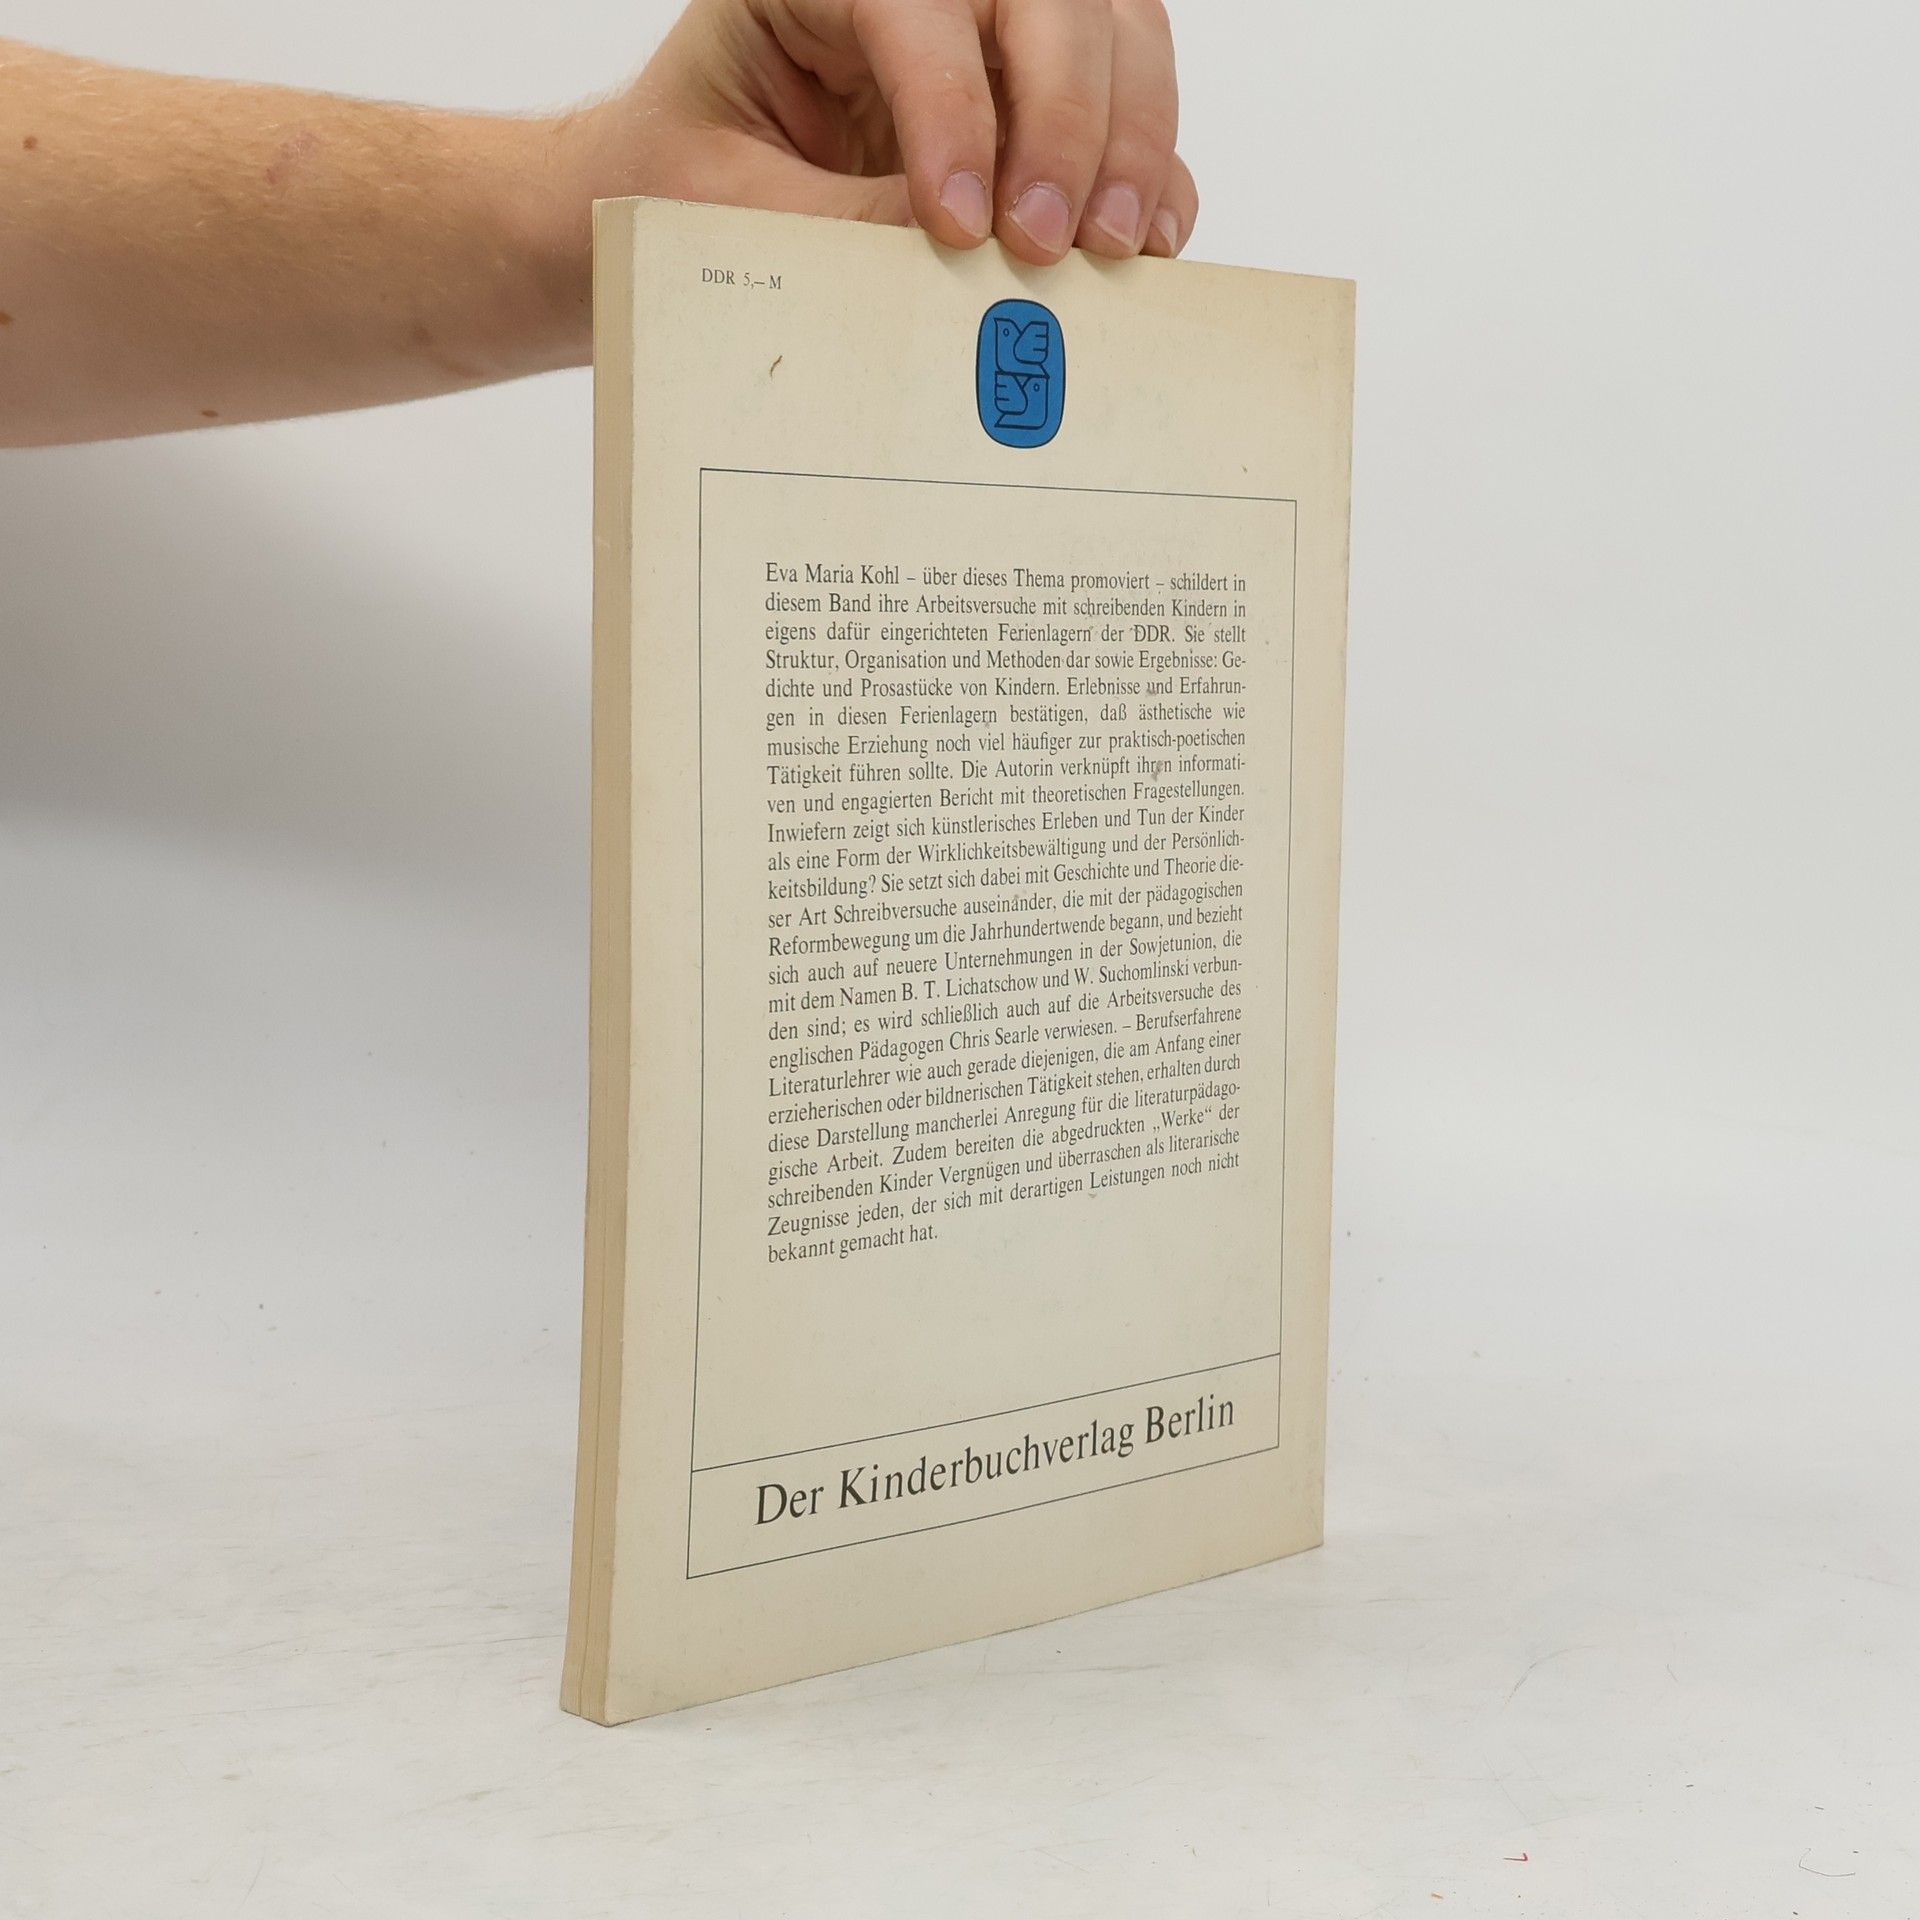 DDR 5,– M
Eva Maria Kohl – über dieses Thema promoviert – schildert in
diesem Band ihre Arbeitsversuche mit schreibenden Kindern in
eigens dafür eingerichteten Ferienlagern der DDR. Sie stellt
Struktur, Organisation und Methoden dar sowie Ergebnisse: Ge-
dichte und Prosastücke von Kindern. Erlebnisse und Erfahrun-
gen in diesen Ferienlagern bestätigen, daß ästhetische wie
musische Erziehung noch viel häufiger zur praktisch-poetischen
Tätigkeit führen sollte. Die Autorin verknüpft ihren informati-
ven und engagierten Bericht mit theoretischen Fragestellungen.
Inwiefern zeigt sich künstlerisches Erleben und Tun der Kinder
als eine Form der Wirklichkeitsbewältigung und der Persönlich-
keitsbildung? Sie setzt sich dabei mit Geschichte und Theorie die-
ser Art Schreibversuche auseinander, die mit der pädagogischen
Reformbewegung um die Jahrhundertwende begann, und bezieht
sich auch auf neuere Unternehmungen in der Sowjetunion, die
mit dem Namen B. T. Lichatschow und W. Suchomlinski verbun-
den sind; es wird schließlich auch auf die Arbeitsversuche des
englischen Pädagogen Chris Searle verwiesen. – Berufserfahrene
Literaturlehrer wie auch gerade diejenigen, die am Anfang einer
erzieherischen oder bildnerischen Tätigkeit stehen, erhalten durch
diese Darstellung mancherlei Anregung für die literaturpädago-
gische Arbeit. Zudem bereiten die abgedruckten „Werke“ der
schreibenden Kinder Vergnügen und überraschen als literarische
Zeugnisse jeden, der sich mit derartigen Leistungen noch nicht
bekannt gemacht hat.
Der Kinderbuchverlag Berlin